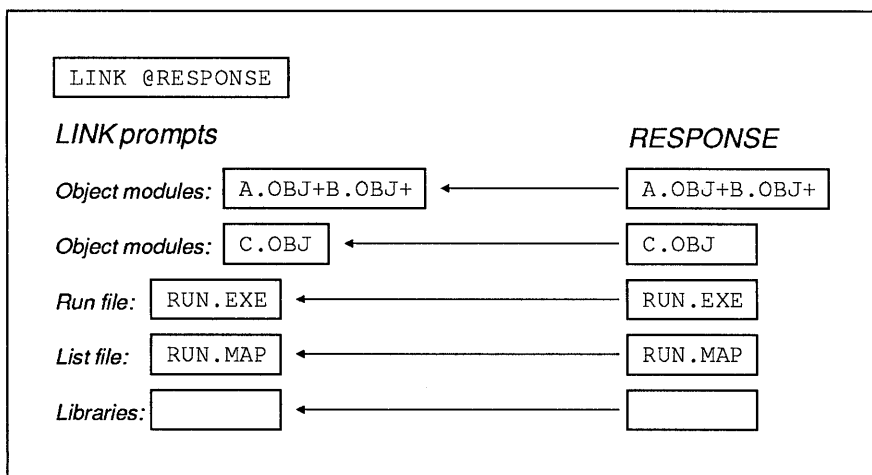 LINK @RESPONSE
LINK prompts RESPONSE
Object modules: A.OBJ+B.OBJ+ A.OBJ+B.OBJ+
Object modules: C.OBJ C.OBJ
Run file: RUN.EXE RUN.EXE
List file: RUN.MAP RUN.MAP
Libraries: